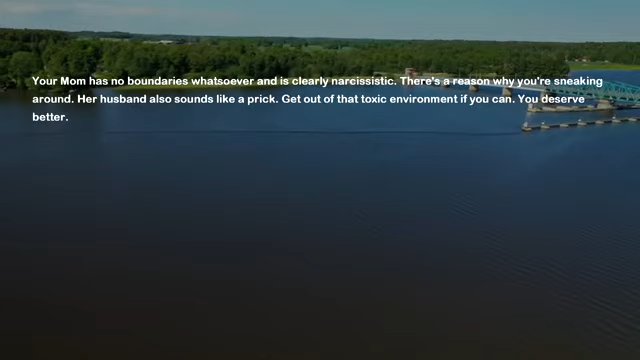 Your Mom has no boundaries whatsoever and is clearly narcissistic. There's a reason why you're sneaking
around. Her husband also sounds like a prick. Get out of that toxic environment if you can. You deserve
better.